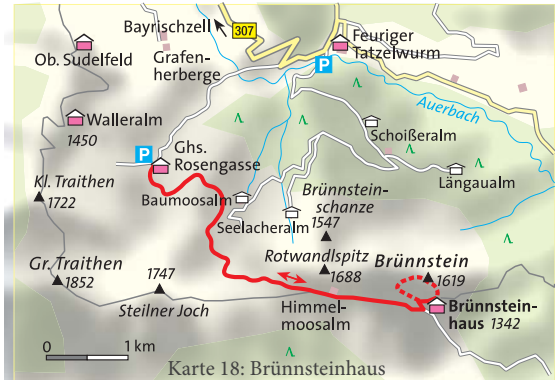 Bayrischzell
307
Feuriger
Tatzelwurm
Ob. Sudelfeld
Grafen-
herberge
P
Auerbach
Walleralm
1450
Schoißeralm
P
Ghs.
Rosengasse
Längaualm
Kl. Traithen
1722
Baumoosalm
Brünnstein-
schanze
1547
Seelacheralm
Gr. Traithen
1852
1747
Steilner Joch
Rotwandlspitz
1688
Brünnstein
1619
Himmel-
moosalm
Brünnstein-
haus 1342
0 1 km
Karte 18: Brünnsteinhaus